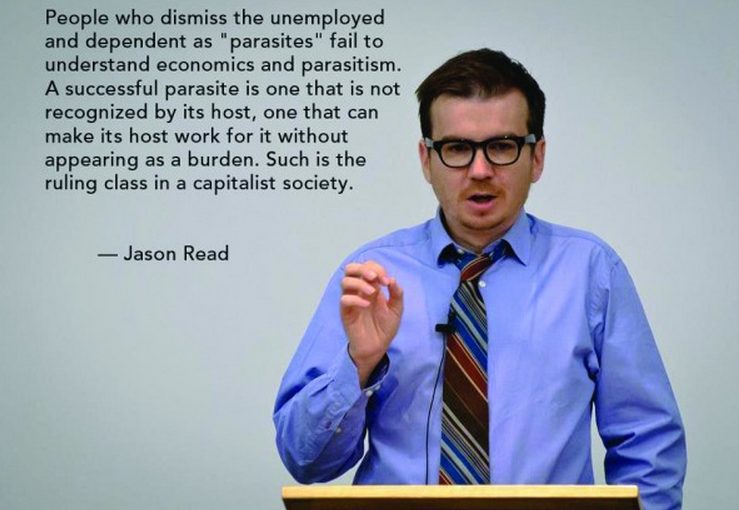 People who dismiss the unemployed
and dependent as "parasites" fail to
understand economics and parasitism.
A successful parasite is one that is not
recognized by its host, one that can
make its host work for it without
appearing as a burden. Such is the
ruling class in a capitalist society.
— Jason Read